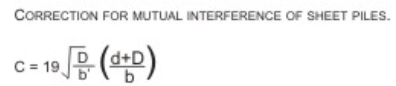 CORRECTION FOR MUTUAL INTERFERENCE OF SHEET PILES.
C = 19 √(D/b') ((d+D)/b)